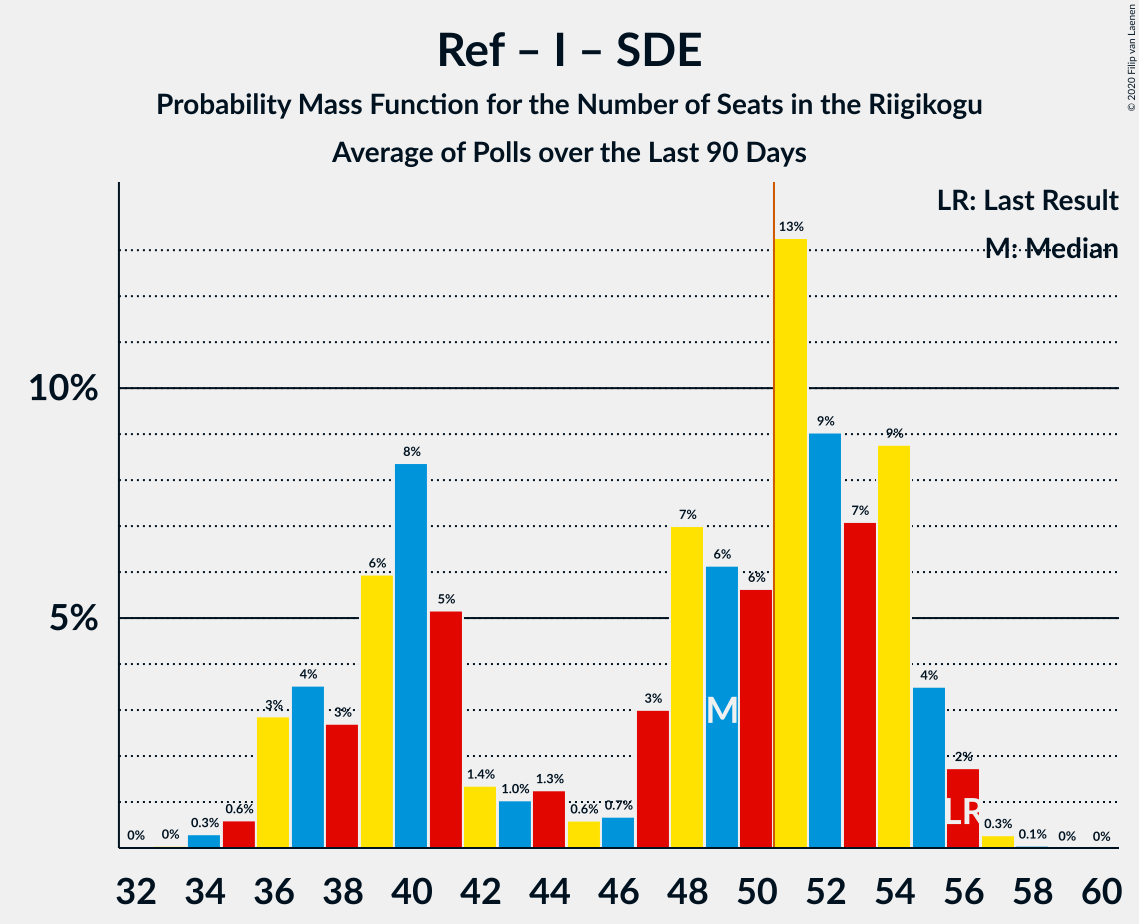 Ref – I – SDE
Probability Mass Function for the Number of Seats in the Riigikogu
Average of Polls over the Last 90 Days
© 2020 Filip van Laenen
LR: Last Result
M: Median
10%
5%
0% 0% 0.3% 0.6% 3% 4% 3% 6% 8% 5% 1.4% 1.0% 1.3% 0.6% 0.7% 3% 7% 6% 6% 13% 9% 7% 9% 4% 2% 0.3% 0.1% 0% 0%
M
LR
32 34 36 38 40 42 44 46 48 50 52 54 56 58 60